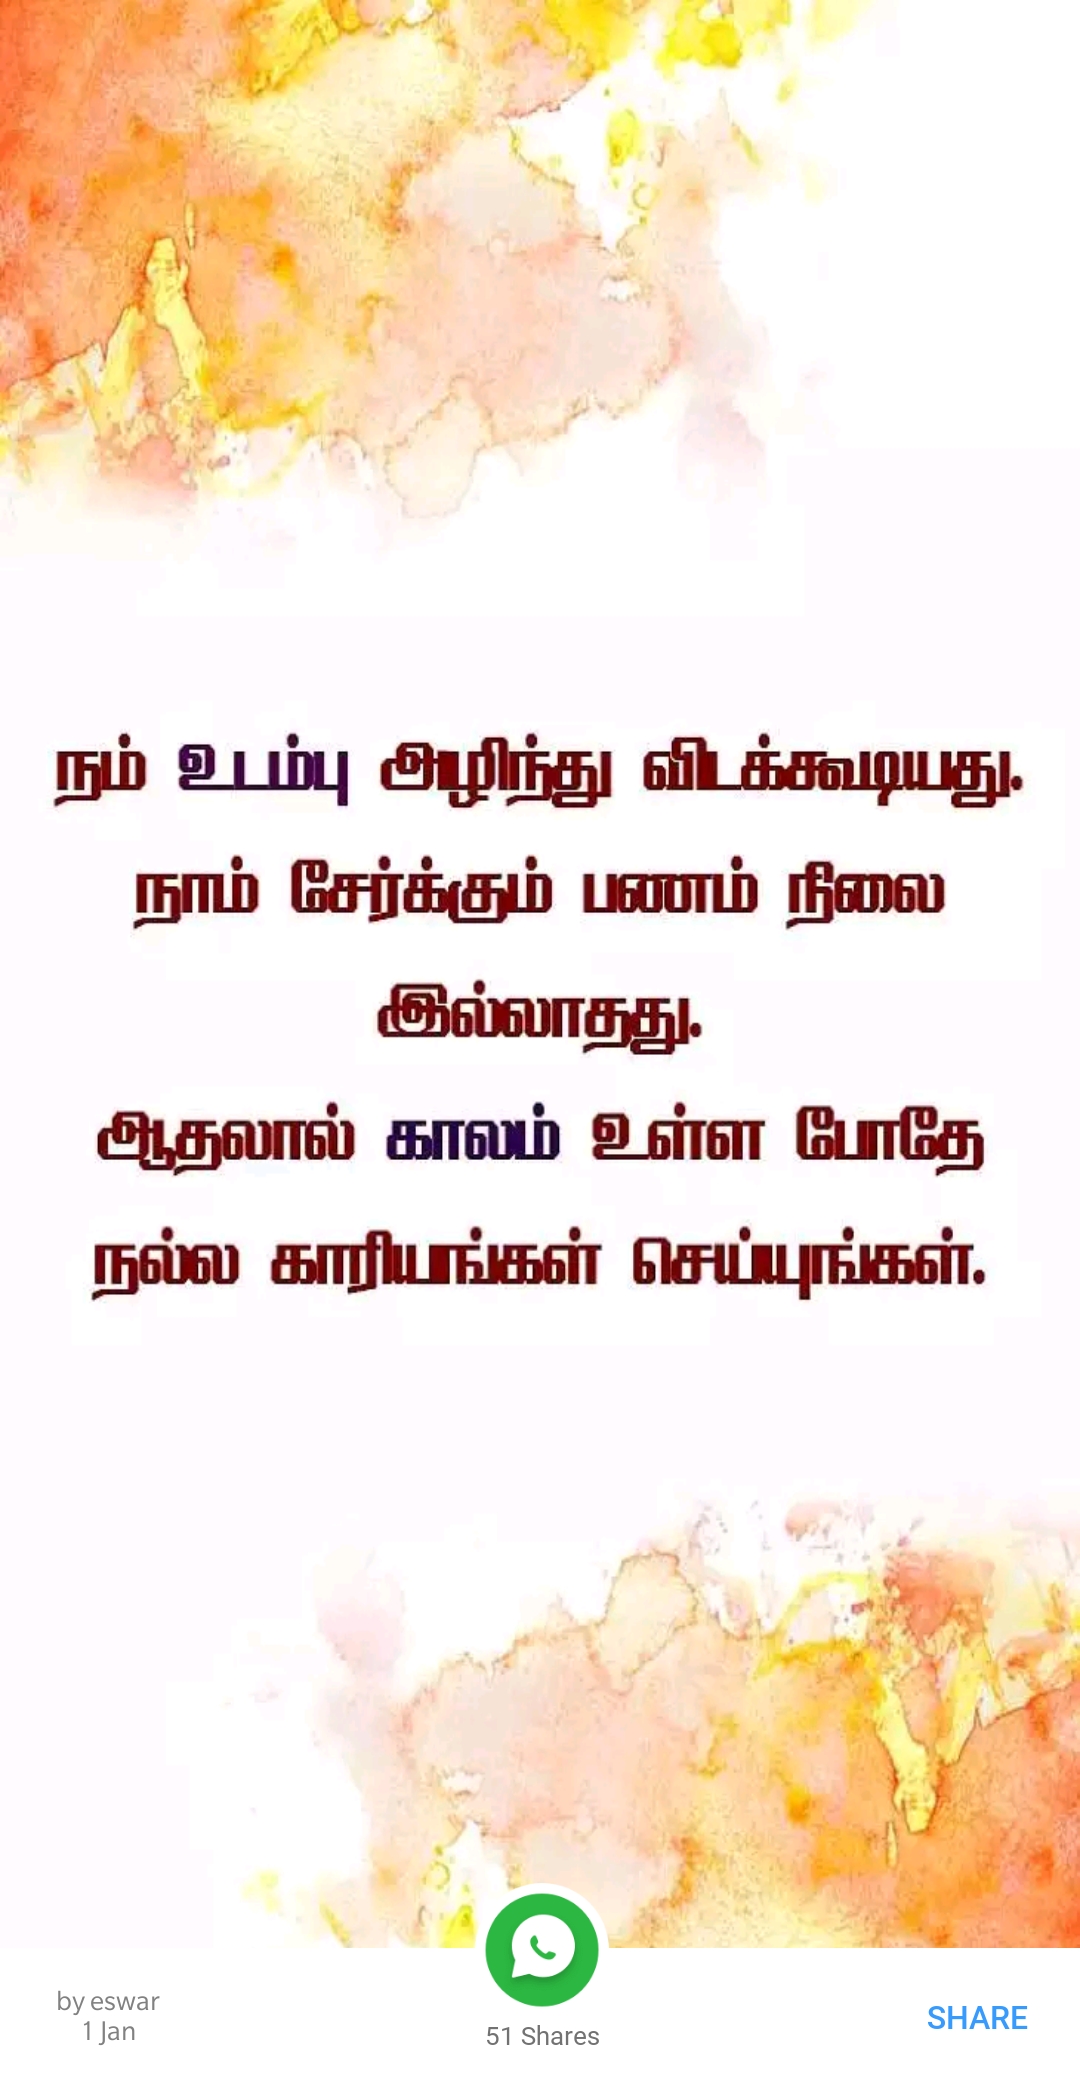 நம் உடம்பு அழிந்து விடக்கூடியது.
நாம் சேர்க்கும் பணம் நிலை
இல்லாதது.
ஆதலால் காலம் உள்ள போதே
நல்ல காரியங்கள் செய்யுங்கள்.
by eswar
1 Jan
51 Shares
SHARE